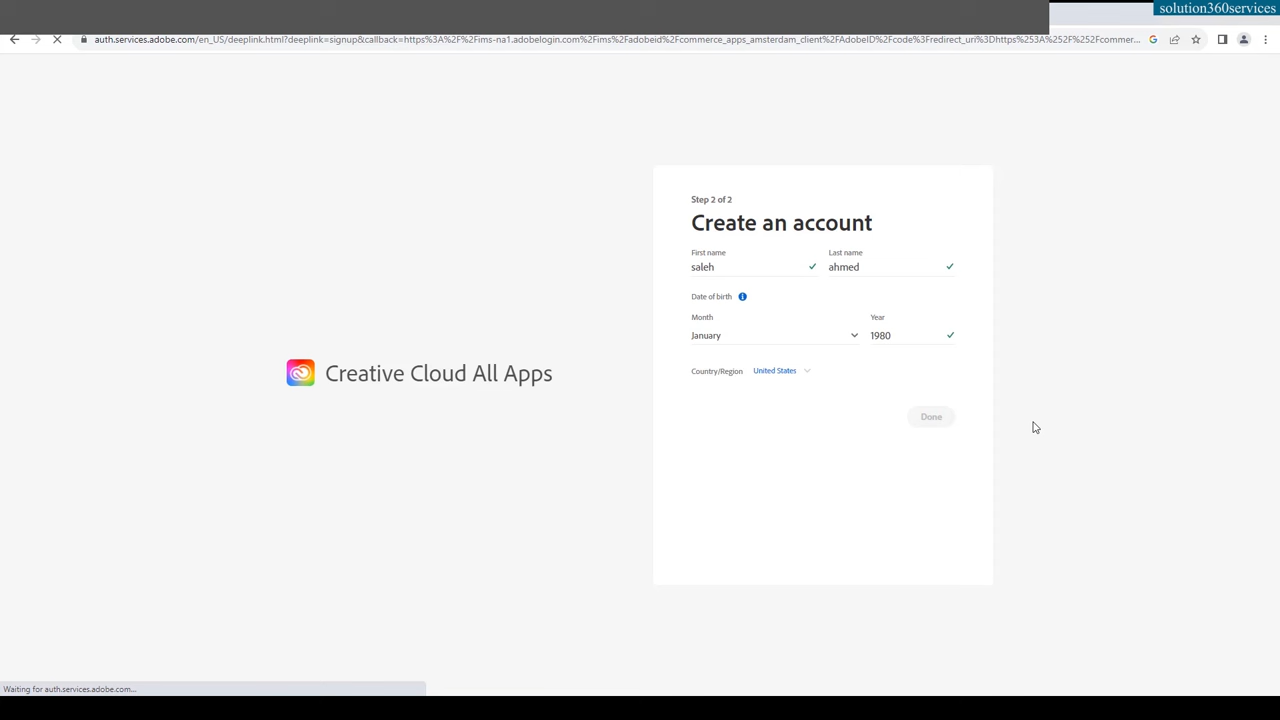 solution360services
auth.services.adobe.com/en_US/deeplink.html?deeplink=signup&callback=https%3A%2F%2Fims-na1.adobelogin.com%2Fims%2Fadobeid%2Fcommerce_apps_amsterdam_client%2FAdobeID%2Fcode%3Fredirect_uri%3Dhttps%253A%252F%252Fcommer...
Step 2 of 2
Create an account
First name Last name
saleh ahmed
Date of birth
Month Year
January 1980
Country/Region United States
Creative Cloud All Apps
Done
Waiting for auth.services.adobe.com...